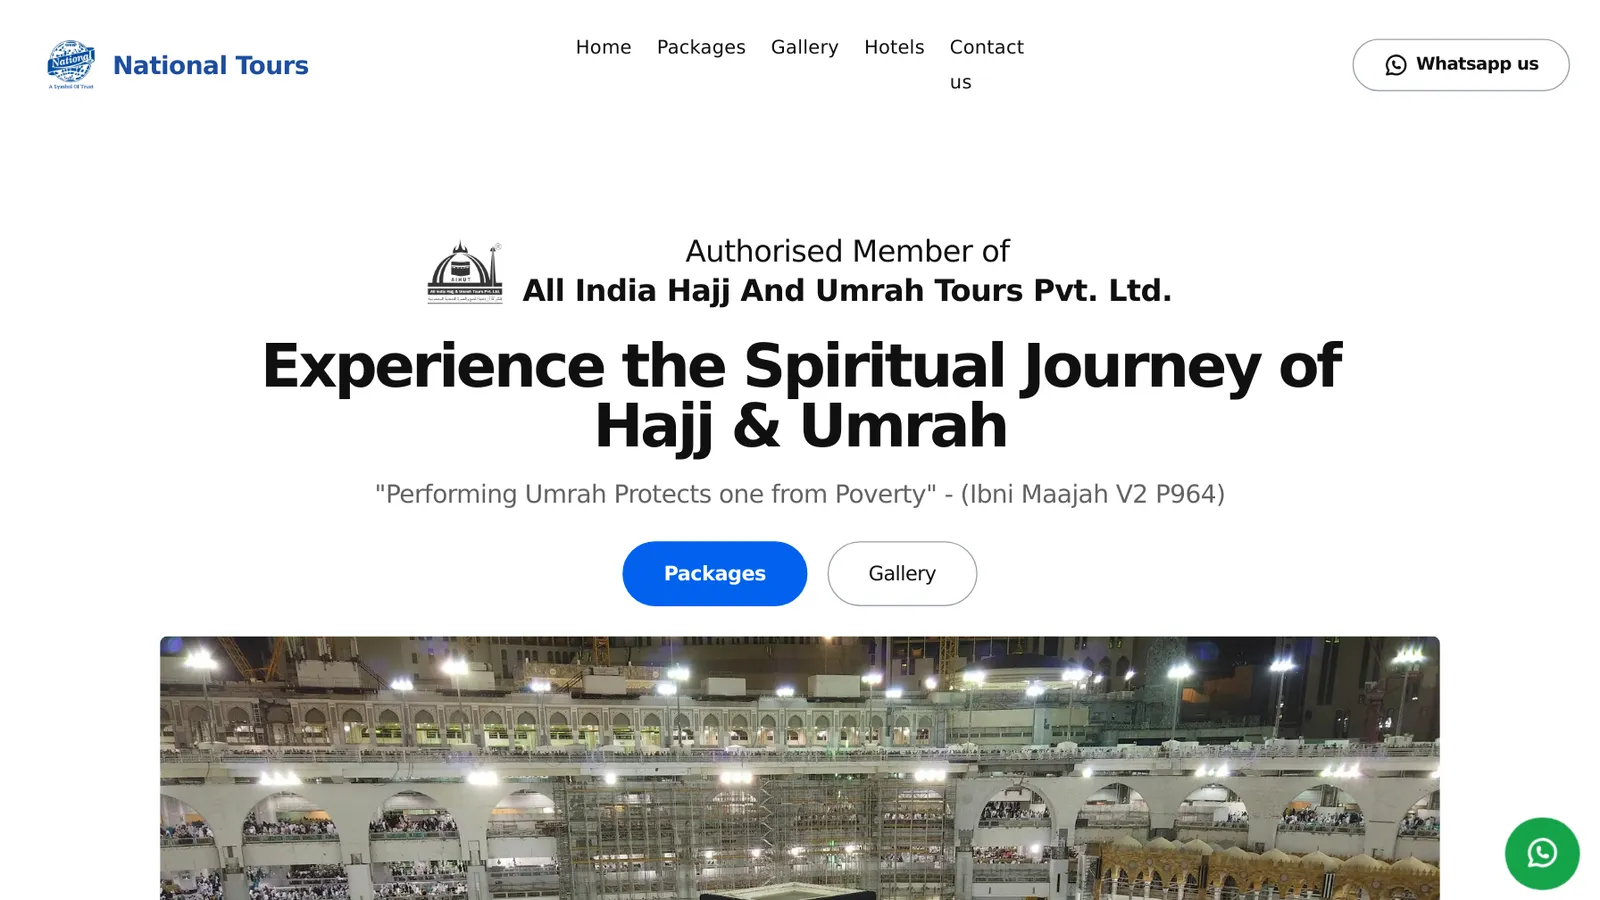 National
A Symbol Of Trust
National Tours
Home
Packages
Gallery
Hotels
Contact
us
Whatsapp us
All India Hajj & Umrah Tours Pvt. Ltd.
Authorised Member of
All India Hajj And Umrah Tours Pvt. Ltd.
Experience the Spiritual Journey of
Hajj & Umrah
"Performing Umrah Protects one from Poverty" - (Ibni Maajah V2 P964)
Packages
Gallery